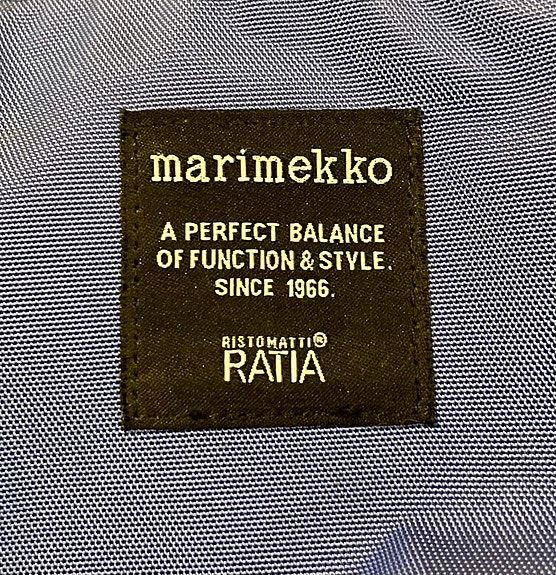 marimekko
A PERFECT BALANCE
OF FUNCTION & STYLE.
SINCE 1966.
RISTOMATTI®
RATIA